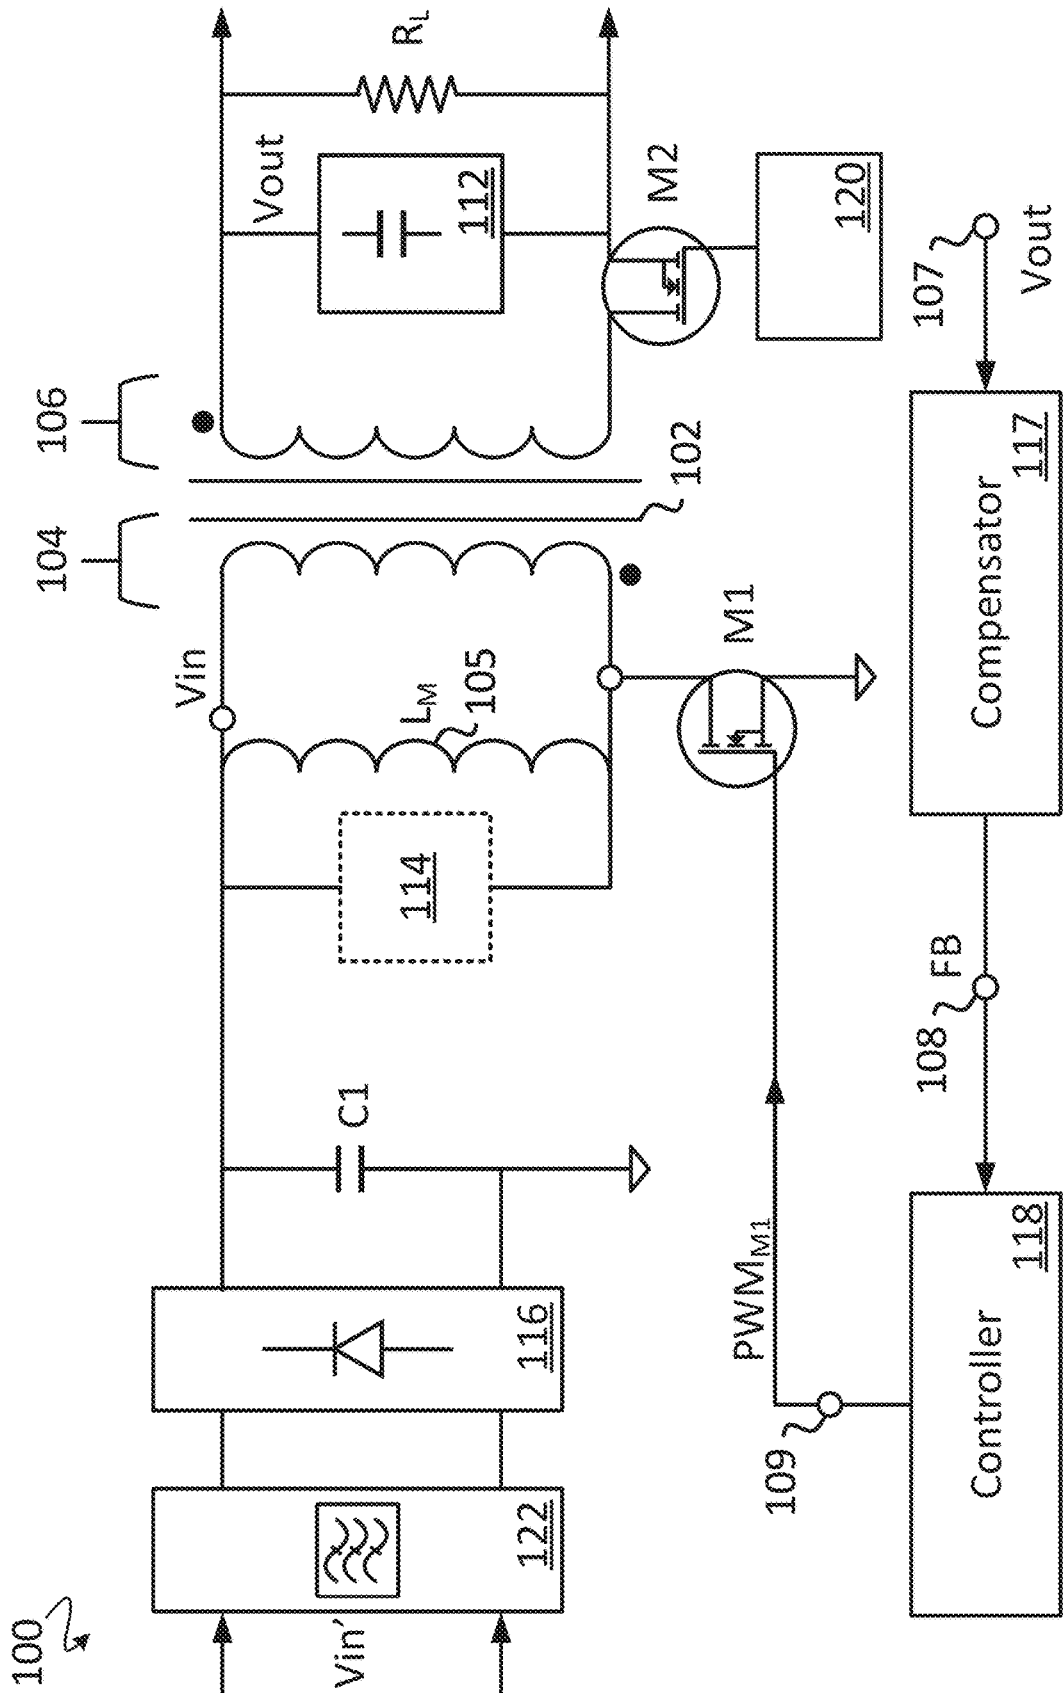 100
104
106
Vin'
122
116
C1
Vin
114
L_M
105
102
Vout
112
R_L
M1
M2
120
109
PWM_M1
Controller
118
108
FB
Compensator
117
107
Vout